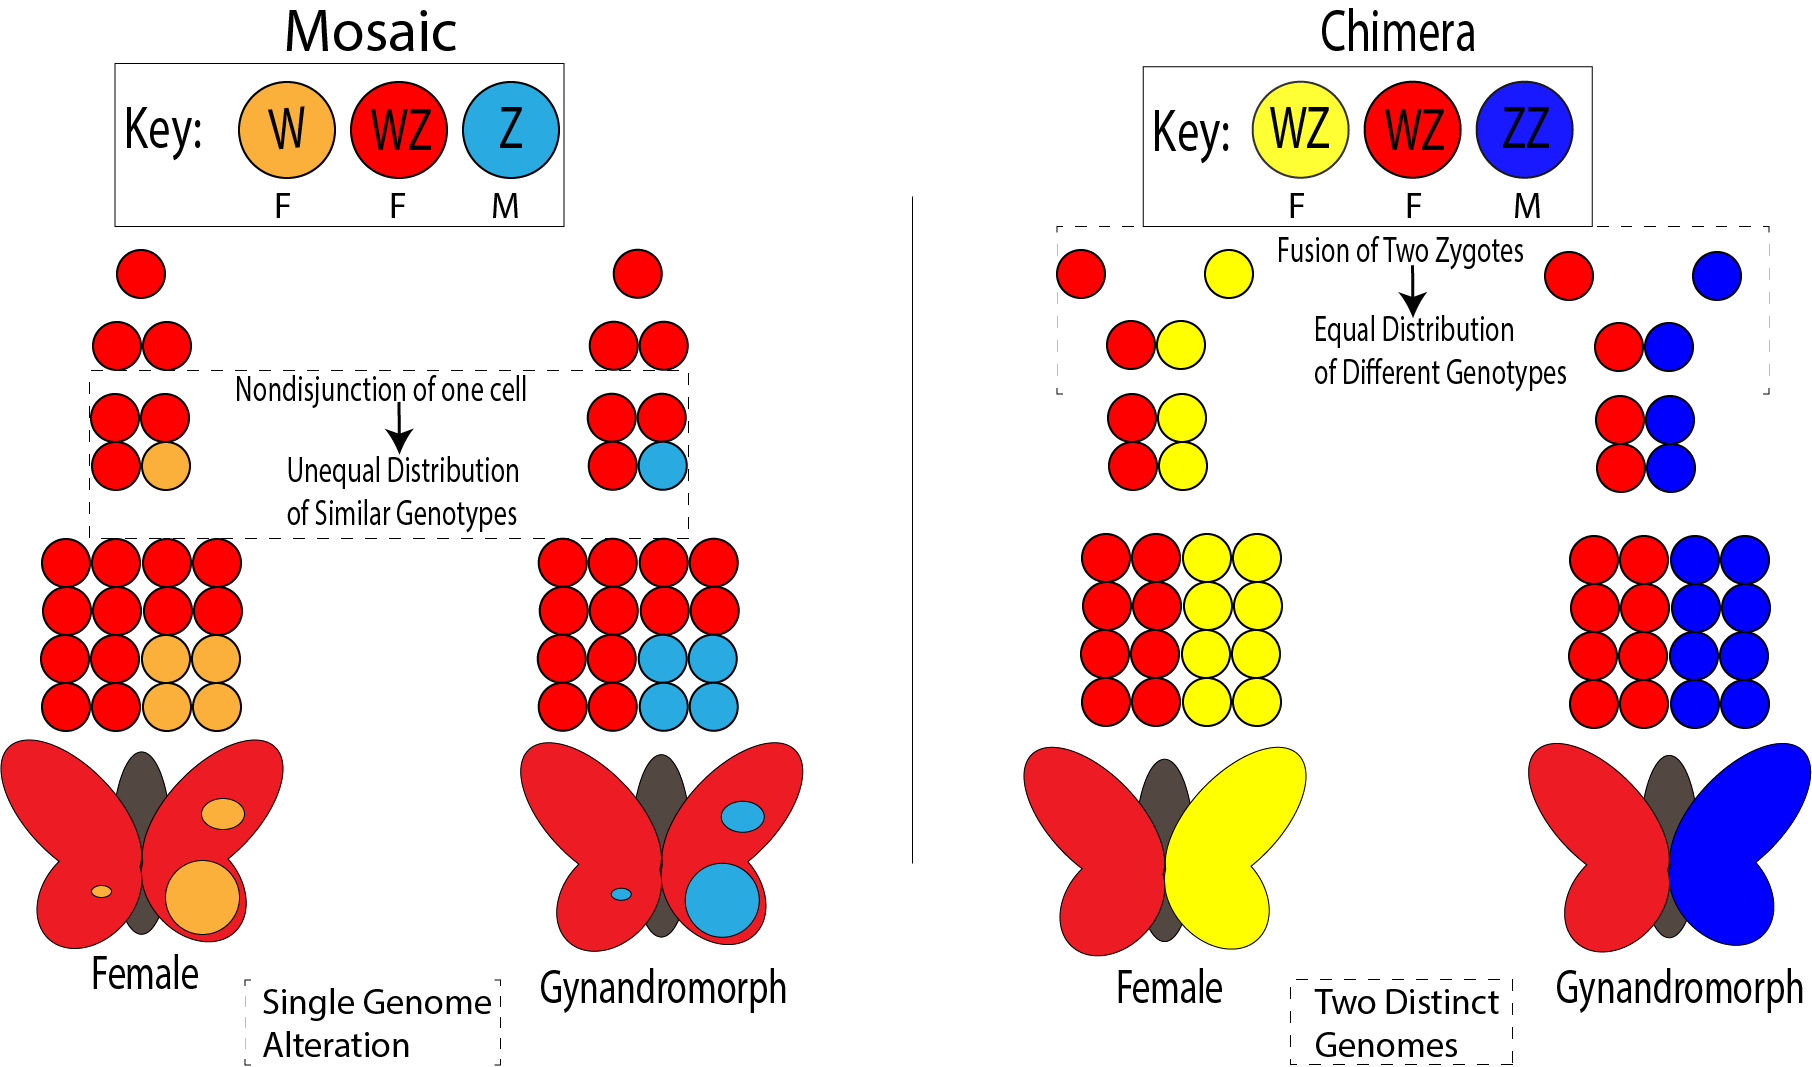 Mosaic
Key: W WZ Z
F F M
Nondisjunction of one cell
Unequal Distribution
of Similar Genotypes
Female
Gynandromorph
Single Genome
Alteration
Chimera
Key: WZ WZ ZZ
F F M
Fusion of Two Zygotes
Equal Distribution
of Different Genotypes
Female
Gynandromorph
Two Distinct
Genomes